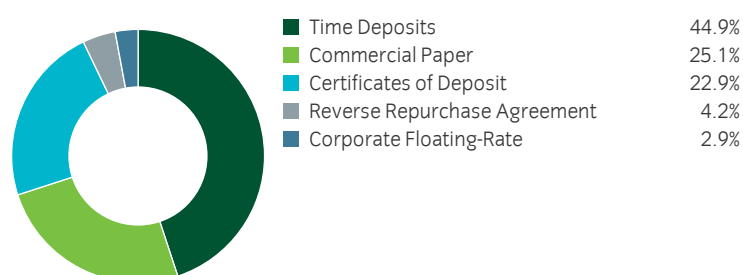 Time Deposits 44.9%
Commercial Paper 25.1%
Certificates of Deposit 22.9%
Reverse Repurchase Agreement 4.2%
Corporate Floating-Rate 2.9%